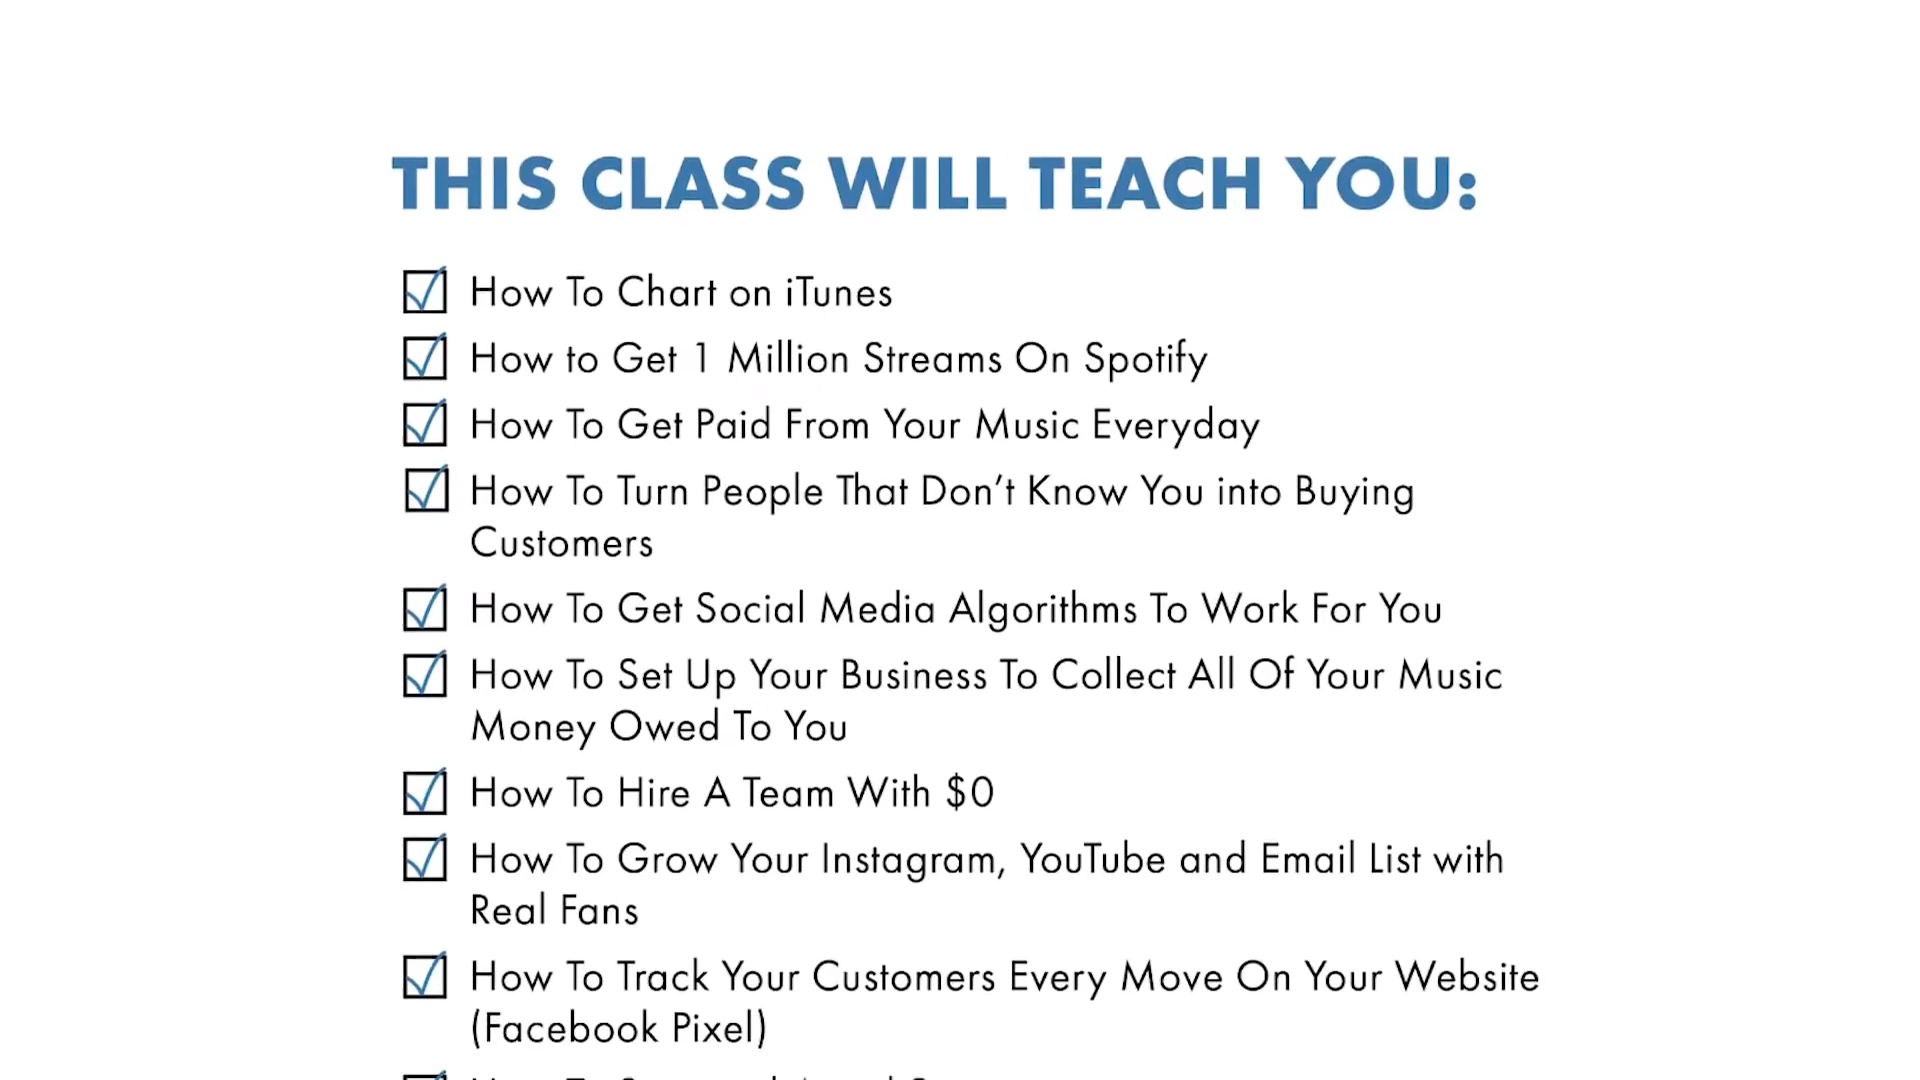 THIS CLASS WILL TEACH YOU:
How To Chart on iTunes
How to Get 1 Million Streams On Spotify
How To Get Paid From Your Music Everyday
How To Turn People That Don’t Know You into Buying
Customers
How To Get Social Media Algorithms To Work For You
How To Set Up Your Business To Collect All Of Your Music
Money Owed To You
How To Hire A Team With $0
How To Grow Your Instagram, YouTube and Email List with
Real Fans
How To Track Your Customers Every Move On Your Website
(Facebook Pixel)
How To